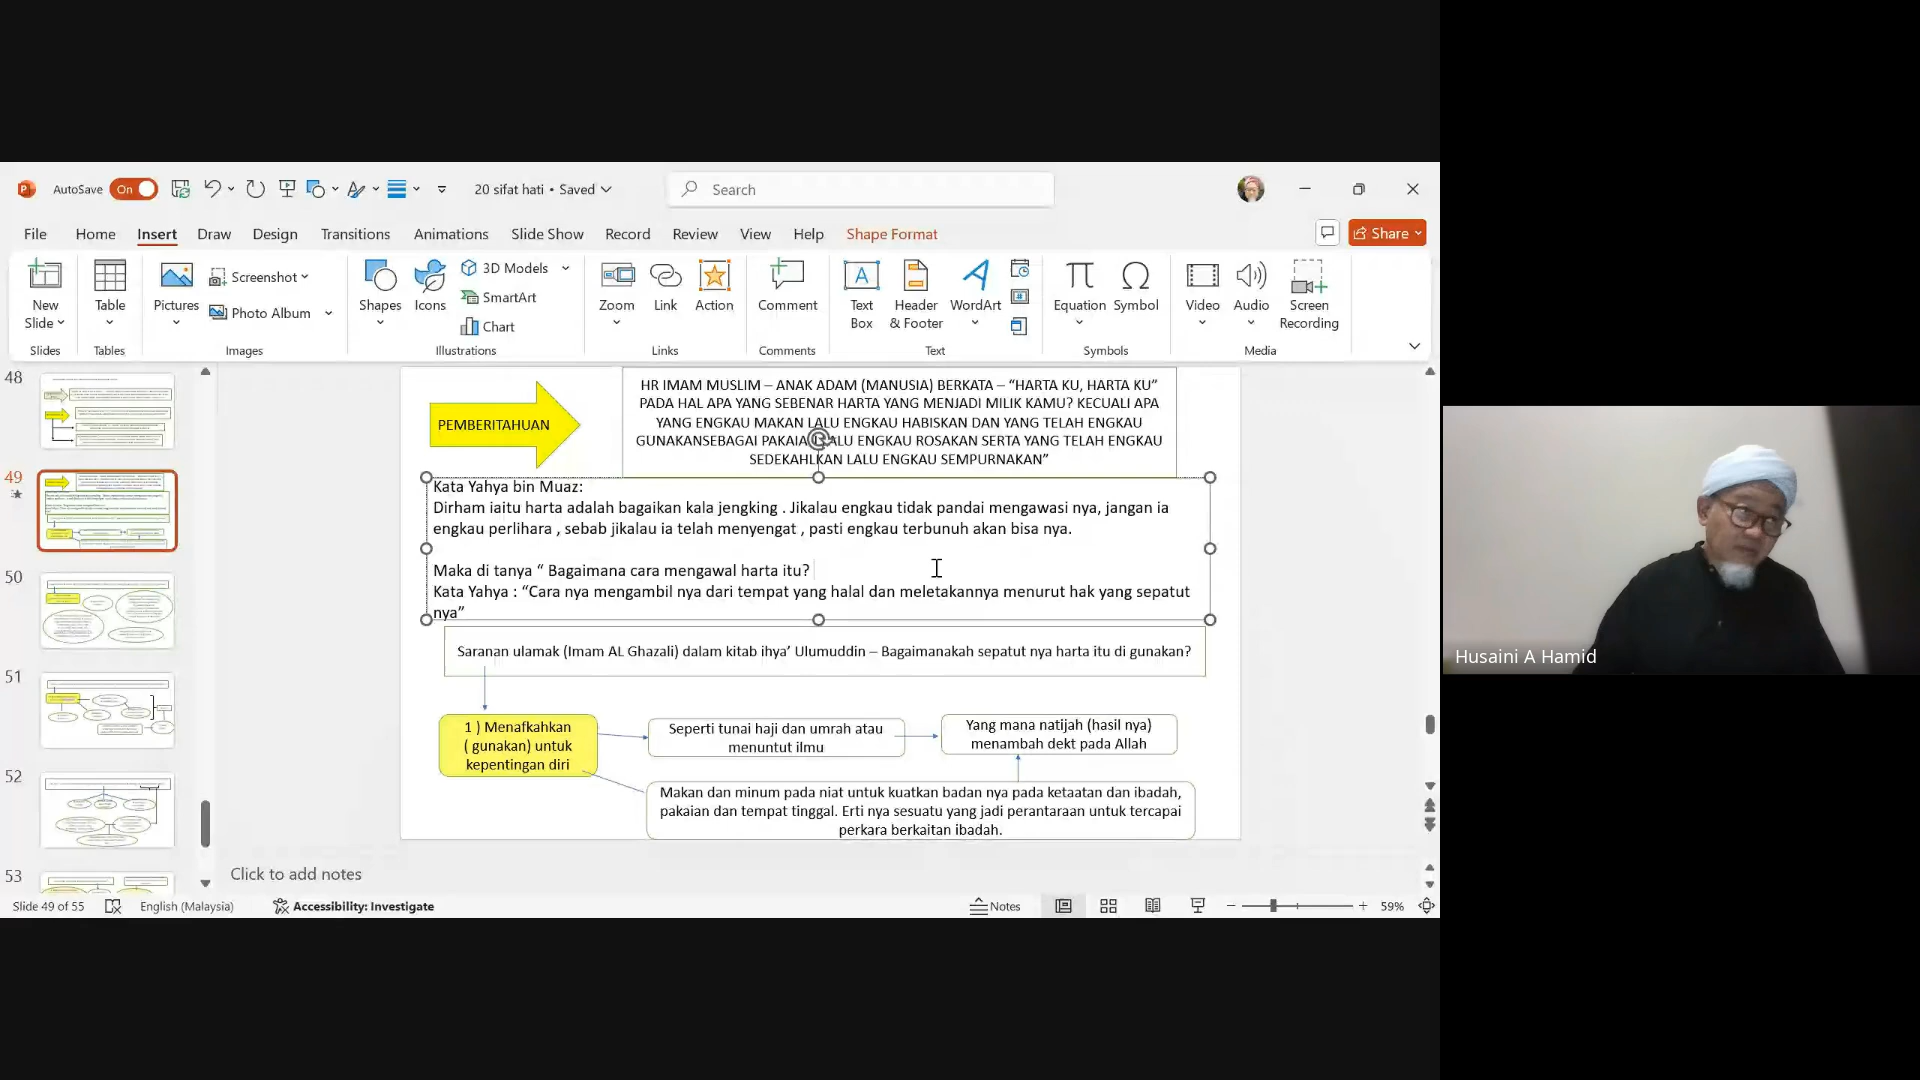 AutoSave On 20 sifat hati • Saved Search
File Home Insert Draw Design Transitions Animations Slide Show Record Review View Help Shape Format Share
New Slide
Table
Pictures
Screenshot
Photo Album
Shapes
Icons
3D Models
SmartArt
Chart
Zoom
Link
Action
Comment
Text Box
Header & Footer
WordArt
Equation
Symbol
Video
Audio
Screen Recording
Slides Tables Images Illustrations Links Comments Text Symbols Media
48
49
50
51
52
53
PEMBERITAHUAN
HR IMAM MUSLIM – ANAK ADAM (MANUSIA) BERKATA – “HARTA KU, HARTA KU”
PADA HAL APA YANG SEBENAR HARTA YANG MENJADI MILIK KAMU? KECUALI APA
YANG ENGKAU MAKAN LALU ENGKAU HABISKAN DAN YANG TELAH ENGKAU
GUNAKANSEBAGAI LALU ENGKAU ROSAKAN SERTA YANG TELAH ENGKAU
SEDEKAHLKAN LALU ENGKAU SEMPURNAKAN”
Kata Yahya bin Muaz:
Dirham iaitu harta adalah bagaikan kala jengking . Jikalau engkau tidak pandai mengawasi nya, jangan ia
engkau perlihara , sebab jikalau ia telah menyengat , pasti engkau terbunuh akan bisa nya.
Maka di tanya “ Bagaimana cara mengawal harta itu?
Kata Yahya : “Cara nya mengambil nya dari tempat yang halal dan meletakannya menurut hak yang sepatut
nya”
Saranan ulamak (Imam AL Ghazali) dalam kitab ihya’ Ulumuddin – Bagaimanakah sepatut nya harta itu di gunakan?
1 ) Menafkahkan
( gunakan) untuk
kepentingan diri
Seperti tunai haji dan umrah atau
menuntut ilmu
Yang mana natijah (hasil nya)
menambah dekt pada Allah
Makan dan minum pada niat untuk kuatkan badan nya pada ketaatan dan ibadah,
pakaian dan tempat tinggal. Erti nya sesuatu yang jadi perantaraan untuk tercapai
perkara berkaitan ibadah.
Click to add notes
Slide 49 of 55 English (Malaysia) Accessibility: Investigate Notes 59%
Husaini A Hamid